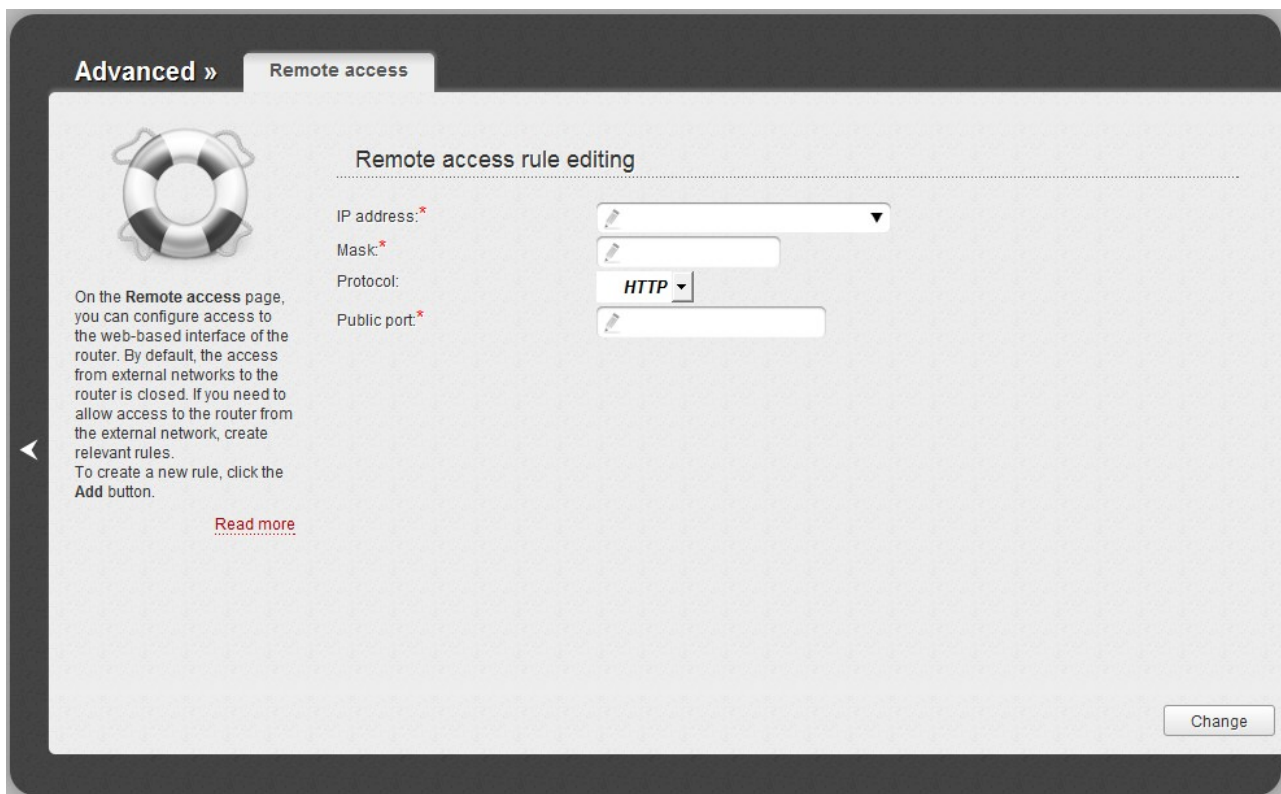 Advanced »
Remote access
Remote access rule editing
IP address:*
Mask:*
Protocol:
HTTP
Public port:*
On the Remote access page,
you can configure access to
the web-based interface of the
router. By default, the access
from external networks to the
router is closed. If you need to
allow access to the router from
the external network, create
relevant rules.
To create a new rule, click the
Add button.
Read more
Change